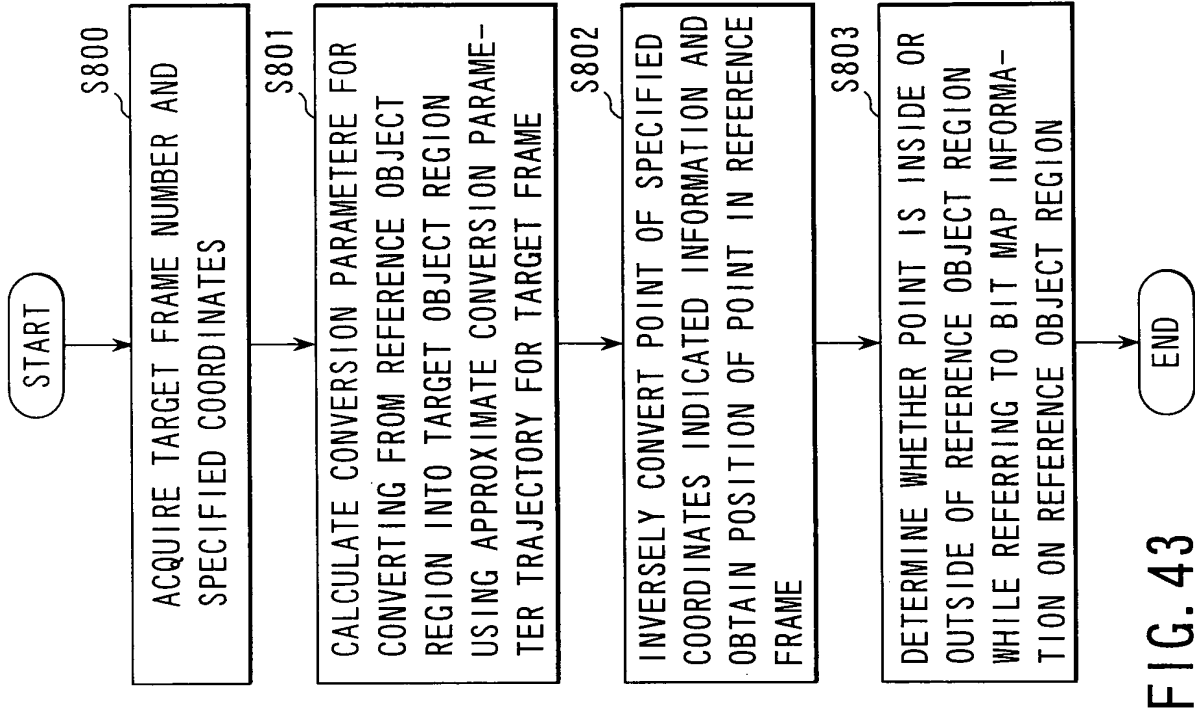 START
S800
ACQUIRE TARGET FRAME NUMBER AND
SPECIFIED COORDINATES
S801
CALCULATE CONVERSION PARAMETERE FOR
CONVERTING FROM REFERENCE OBJECT
REGION INTO TARGET OBJECT REGION
USING APPROXIMATE CONVERSION PARAME-
TER TRAJECTORY FOR TARGET FRAME
S802
INVERSELY CONVERT POINT OF SPECIFIED
COORDINATES INDICATED INFORMATION AND
OBTAIN POSITION OF POINT IN REFERENCE
FRAME
S803
DETERMINE WHETHER POINT IS INSIDE OR
OUTSIDE OF REFERENCE OBJECT REGION
WHILE REFERRING TO BIT MAP INFORMA-
TION ON REFERENCE OBJECT REGION
END
FIG. 43